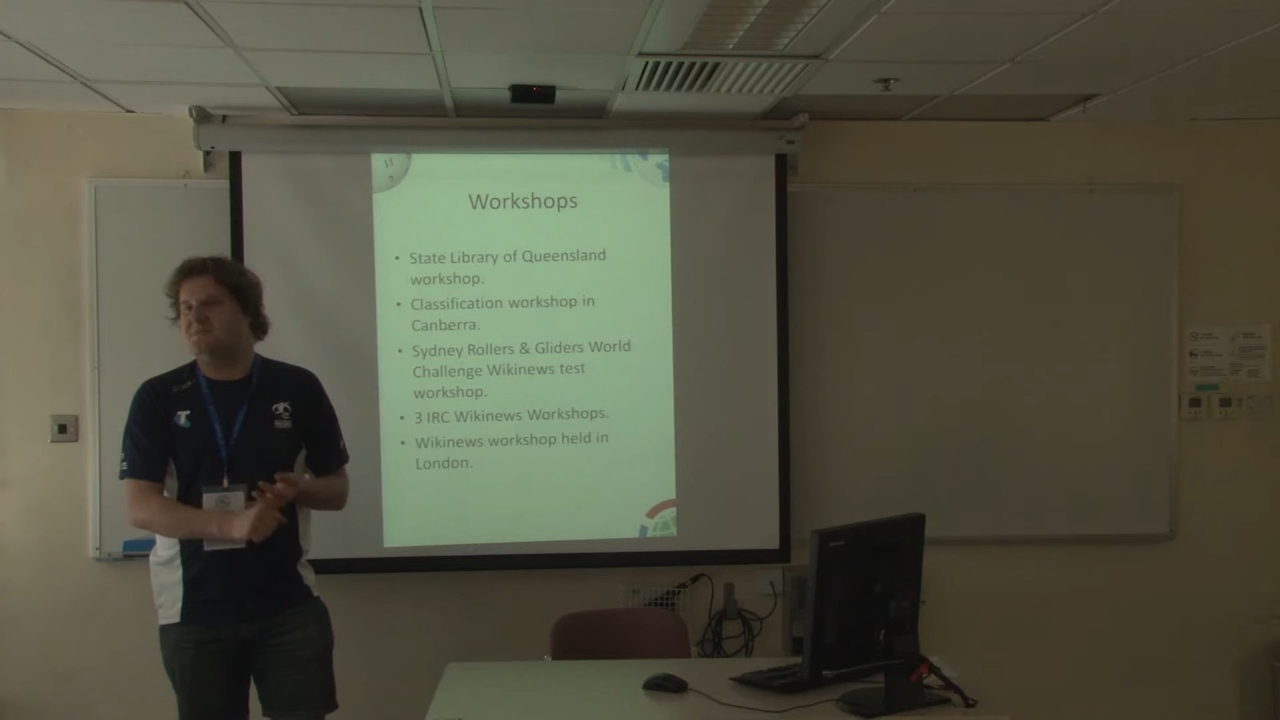 11
Workshops
• State Library of Queensland
workshop.
• Classification workshop in
Canberra.
• Sydney Rollers & Gliders World
Challenge Wikinews test
workshop.
• 3 IRC Wikinews Workshops.
• Wikinews workshop held in
London.
T